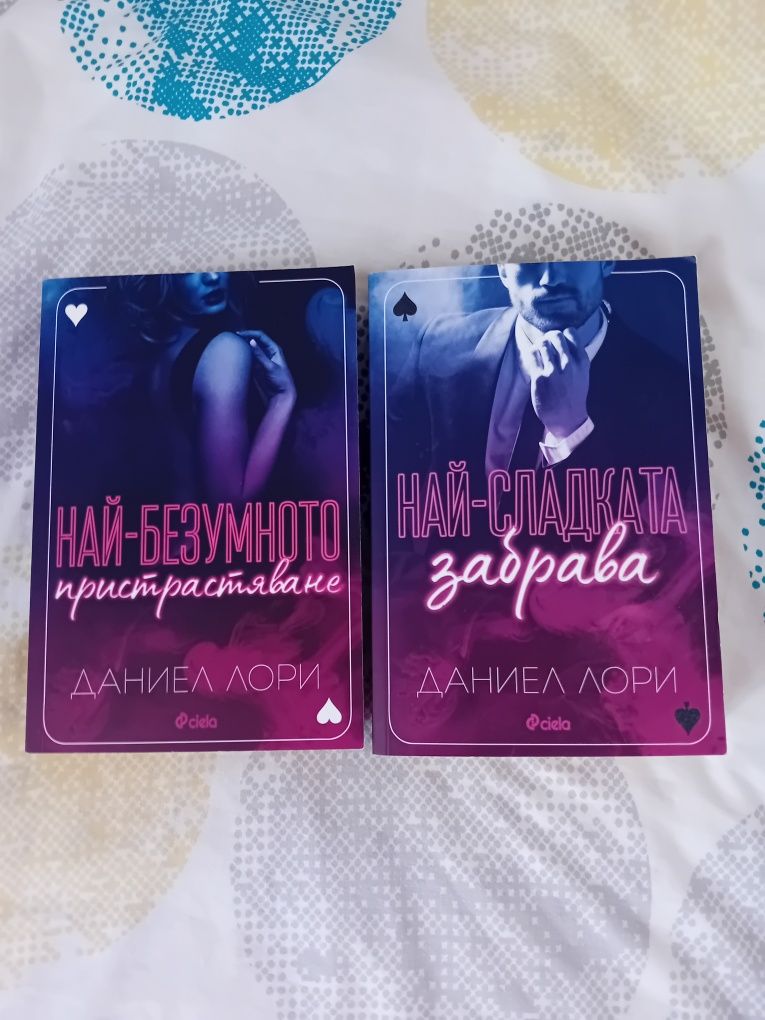 НАЙ-БЕЗУМНОТО
пристрастяване
ДАНИЕЛ ЛОРИ
ciela
НАЙ-СЛАДКАТА
забрава
ДАНИЕЛ ЛОРИ
ciela